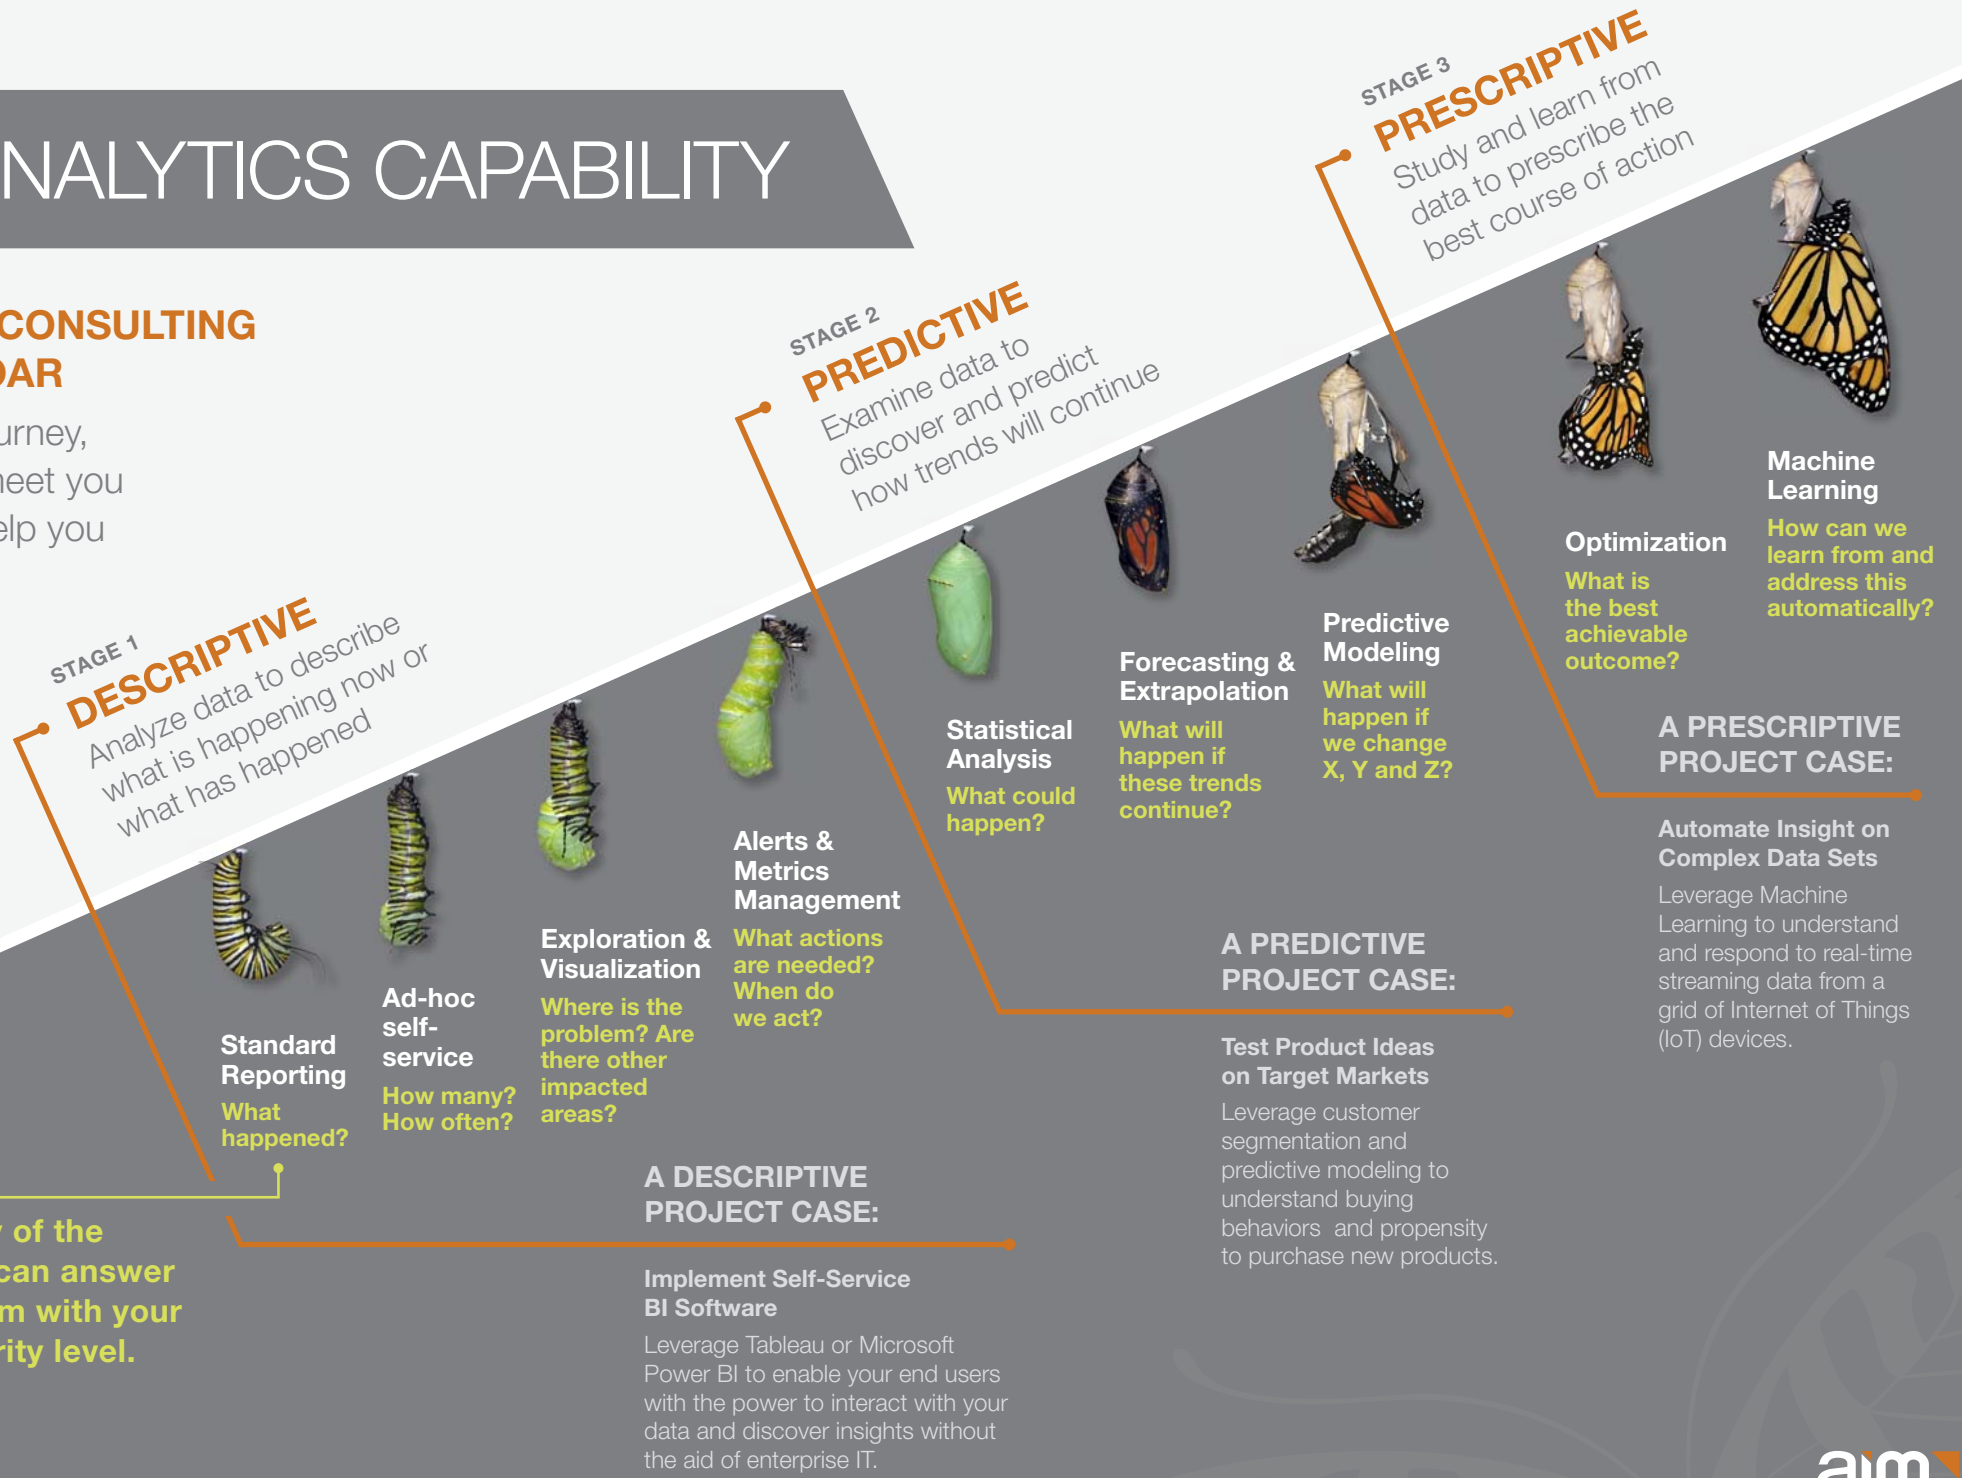 NALYTICS CAPABILITY
CONSULTING
DAR
urney,
neet you
elp you
STAGE 1
DESCRIPTIVE
Analyze data to describe
what is happening now or
what has happened
STAGE 2
PREDICTIVE
Examine data to
discover and predict
how trends will continue
STAGE 3
PRESCRIPTIVE
Study and learn from
data to prescribe the
best course of action
Standard
Reporting
What
happened?
Ad-hoc
self-
service
How many?
How often?
Exploration &
Visualization
Where is the
problem? Are
there other
impacted
areas?
Alerts &
Metrics
Management
What actions
are needed?
When do
we act?
Statistical
Analysis
What could
happen?
Forecasting &
Extrapolation
What will
happen if
these trends
continue?
Predictive
Modeling
What will
happen if
we change
X, Y and Z?
Optimization
What is
the best
achievable
outcome?
Machine
Learning
How can we
learn from and
address this
automatically?
y of the
can answer
m with your
rity level.
A DESCRIPTIVE
PROJECT CASE:
Implement Self-Service
BI Software
Leverage Tableau or Microsoft
Power BI to enable your end users
with the power to interact with your
data and discover insights without
the aid of enterprise IT.
A PREDICTIVE
PROJECT CASE:
Test Product Ideas
on Target Markets
Leverage customer
segmentation and
predictive modeling to
understand buying
behaviors and propensity
to purchase new products.
A PRESCRIPTIVE
PROJECT CASE:
Automate Insight on
Complex Data Sets
Leverage Machine
Learning to understand
and respond to real-time
streaming data from a
grid of Internet of Things
(IoT) devices.
aim